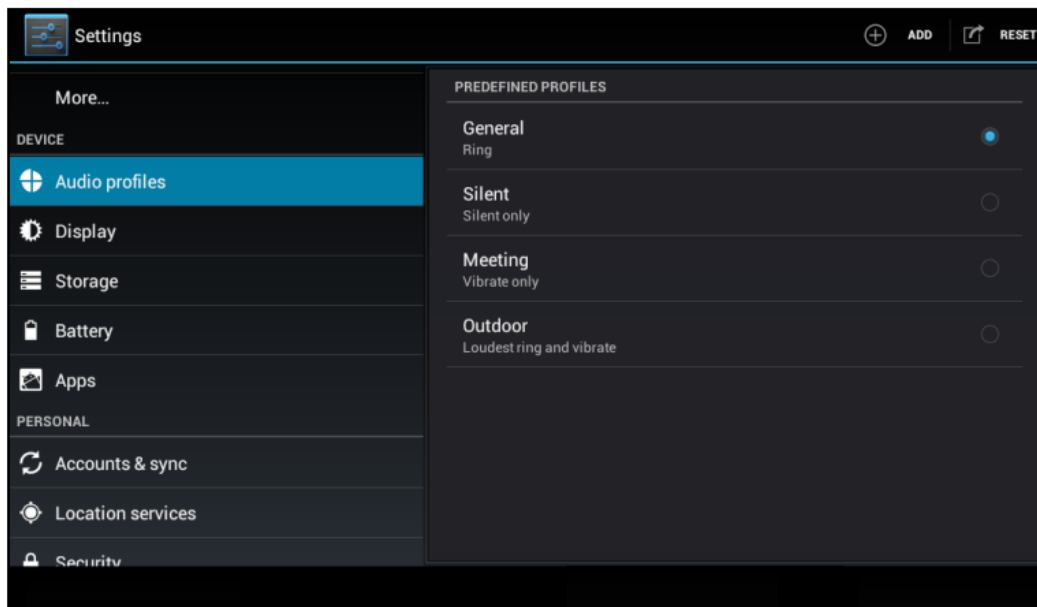 Settings
ADD
RESET
More...
DEVICE
Audio profiles
Display
Storage
Battery
Apps
PERSONAL
Accounts & sync
Location services
Security
PREDEFINED PROFILES
General
Ring
Silent
Silent only
Meeting
Vibrate only
Outdoor
Loudest ring and vibrate